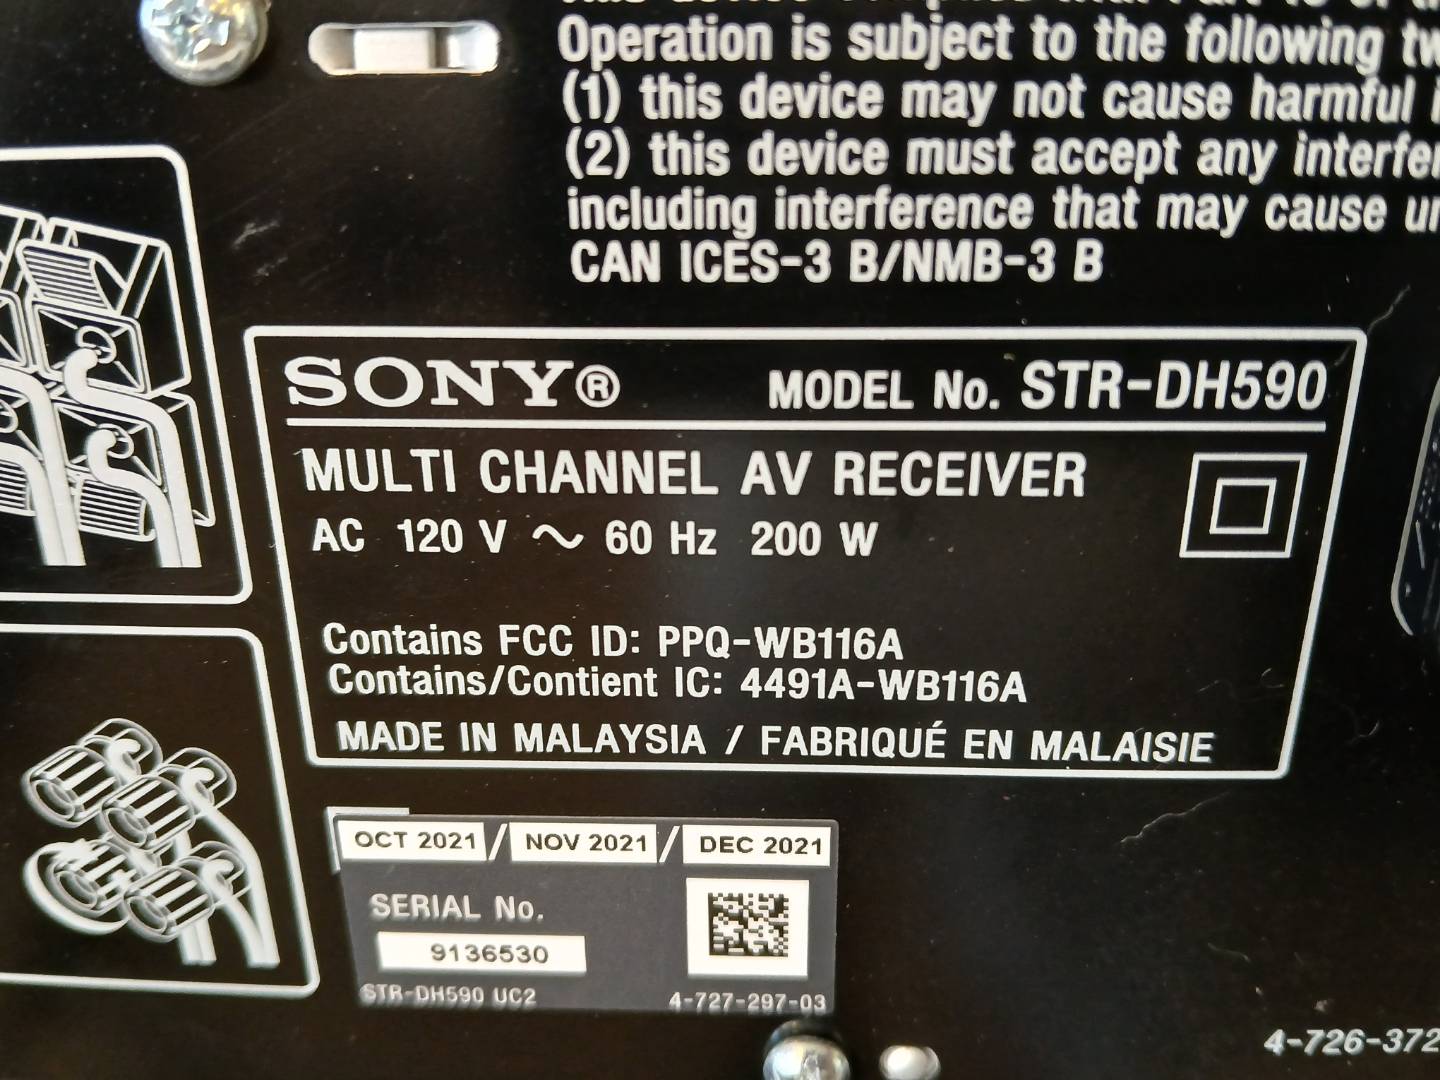 Operation is subject to the following
(1) this device may not cause harmful
(2) this device must accept any
including interference that may cause
CAN ICES-3 B/NMB-3 B
SONY® MODEL No. STR-DH590
MULTI CHANNEL AV RECEIVER
AC 120 V ~ 60 Hz 200 W
Contains FCC ID: PPQ-WB116A
Contains/Contient IC: 4491A-WB116A
MADE IN MALAYSIA / FABRIQUÉ EN MALAISIE
OCT 2021 / NOV 2021 / DEC 2021
SERIAL No.
9136530
STR-DH590 UC2 4-727-297-03
4-726-372